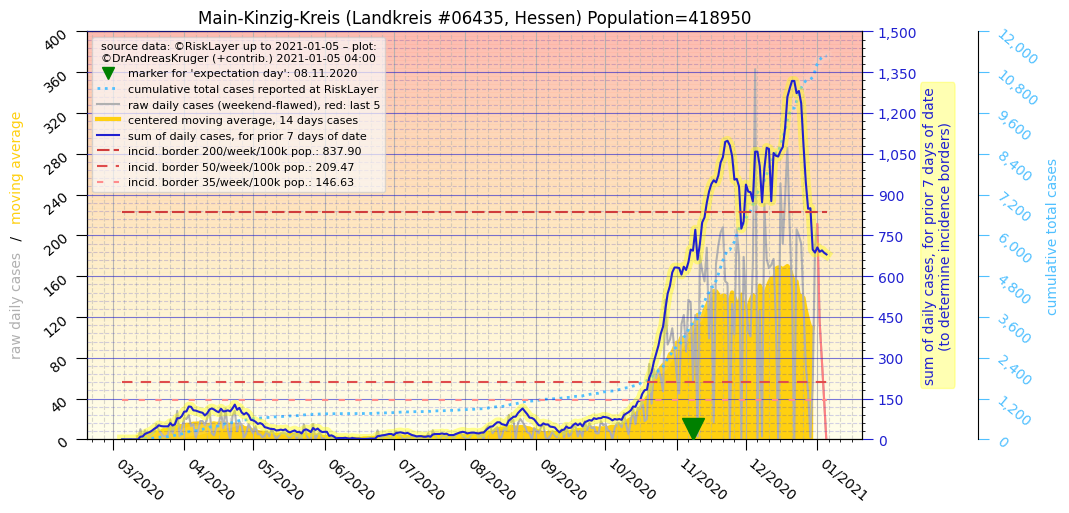 Main-Kinzig-Kreis (Landkreis #06435, Hessen) Population=418950
source data: ©RiskLayer up to 2021-01-05 – plot:
©DrAndreasKruger (+contrib.) 2021-01-05 04:00
marker for 'expectation day': 08.11.2020
cumulative total cases reported at RiskLayer
raw daily cases (weekend-flawed), red: last 5
centered moving average, 14 days cases
sum of daily cases, for prior 7 days of date
incid. border 200/week/100k pop.: 837.90
incid. border 50/week/100k pop.: 209.47
incid. border 35/week/100k pop.: 146.63
raw daily cases / moving average
400
360
320
280
240
200
160
120
80
40
0
03/2020
04/2020
05/2020
06/2020
07/2020
08/2020
09/2020
10/2020
11/2020
12/2020
01/2021
1,500
1,350
1,200
1,050
900
750
600
450
300
150
0
sum of daily cases, for prior 7 days of date
(to determine incidence borders)
12,000
10,800
9,600
8,400
7,200
6,000
4,800
3,600
2,400
1,200
0
cumulative total cases